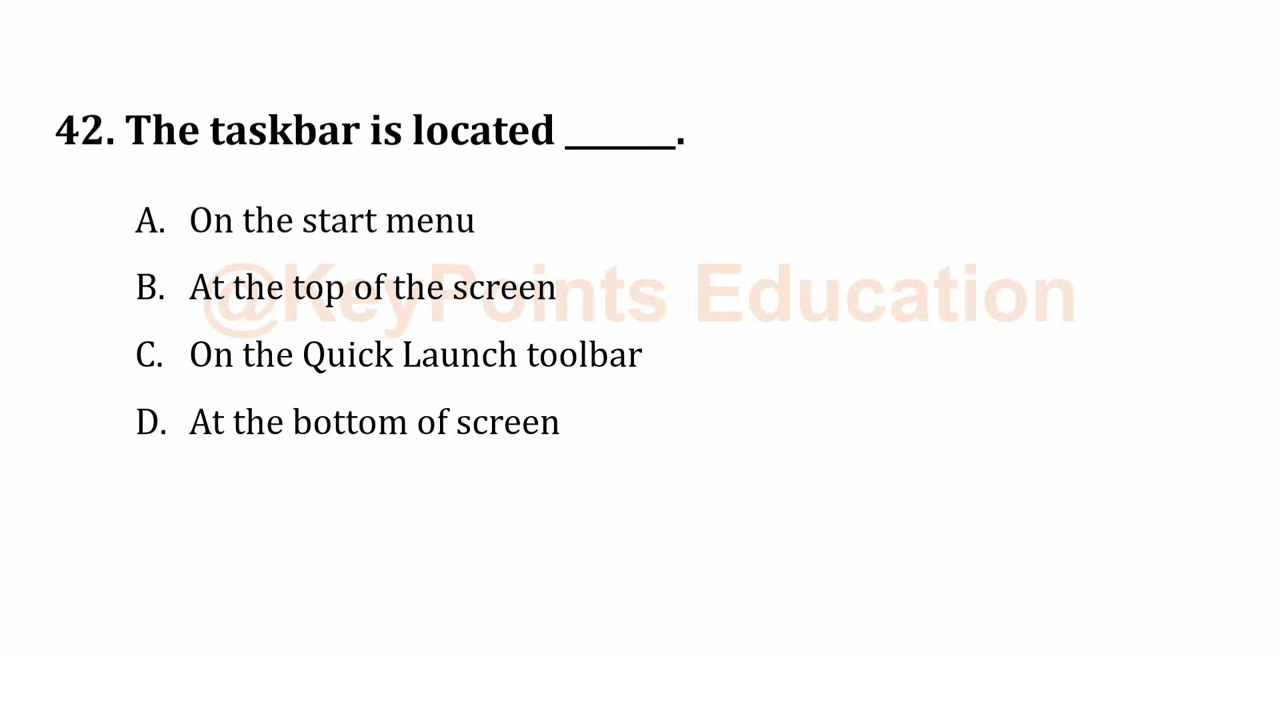 42. The taskbar is located ______.
A. On the start menu
B. At the top of the screen
@KeyPoints Education
C. On the Quick Launch toolbar
D. At the bottom of screen